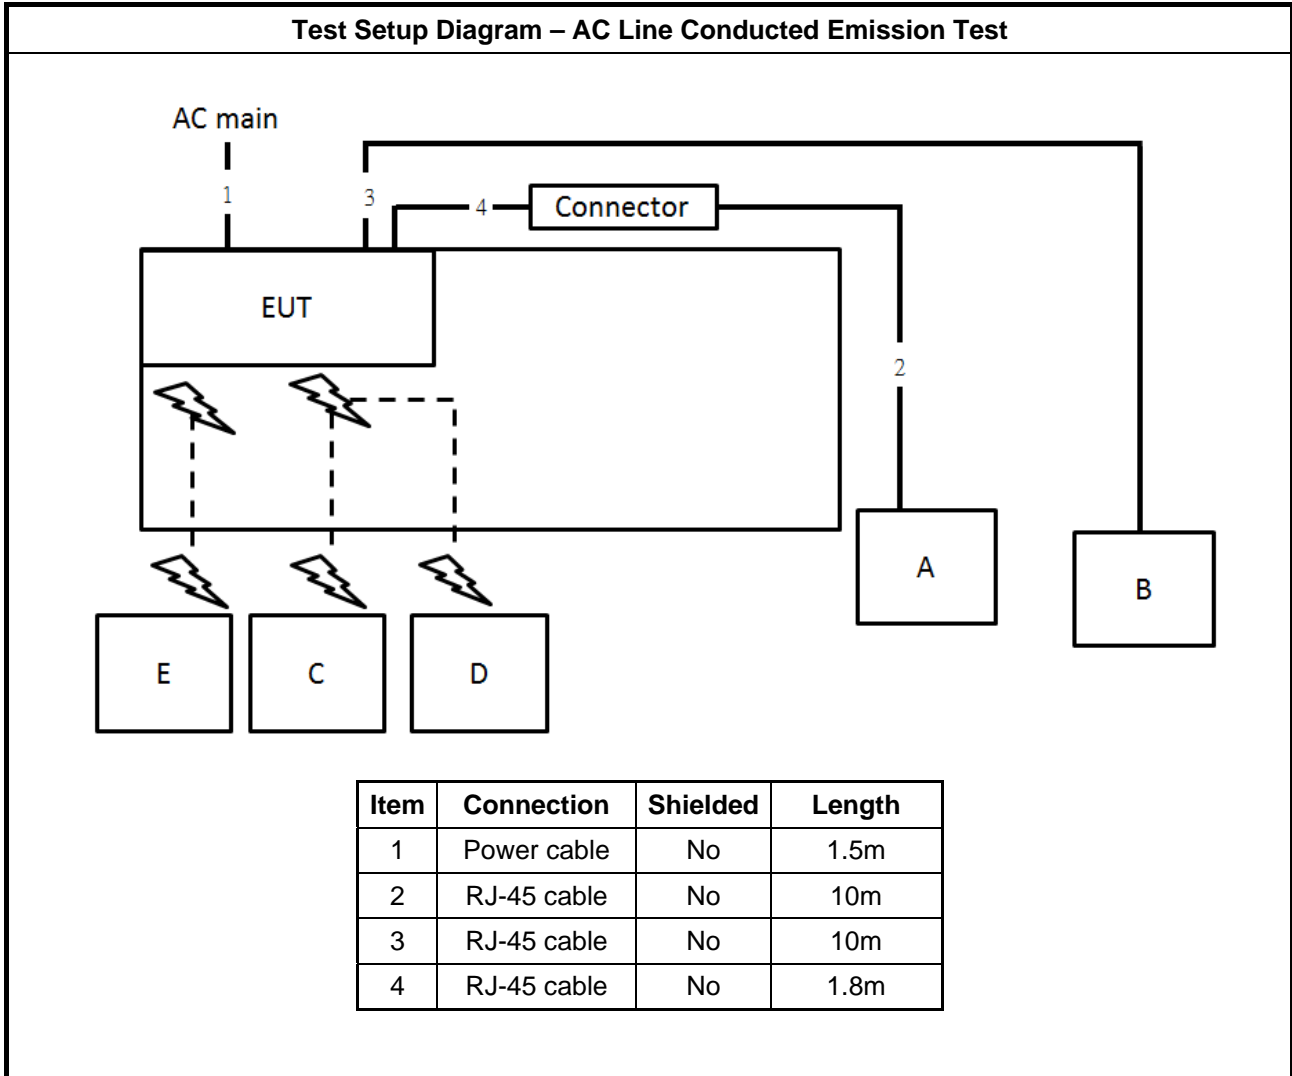 Test Setup Diagram – AC Line Conducted Emission Test
AC main
1
3
4
Connector
EUT
2
A
B
E
C
D
Item Connection Shielded Length
1 Power cable No 1.5m
2 RJ-45 cable No 10m
3 RJ-45 cable No 10m
4 RJ-45 cable No 1.8m